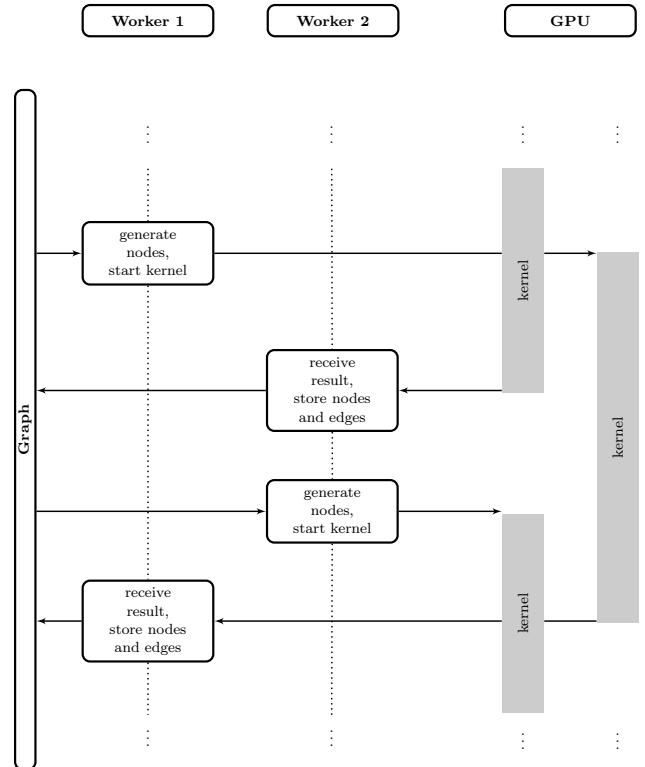 Worker 1
Worker 2
GPU
Graph
generate
nodes,
start kernel
kernel
receive
result,
store nodes
and edges
kernel
generate
nodes,
start kernel
receive
result,
store nodes
and edges
kernel